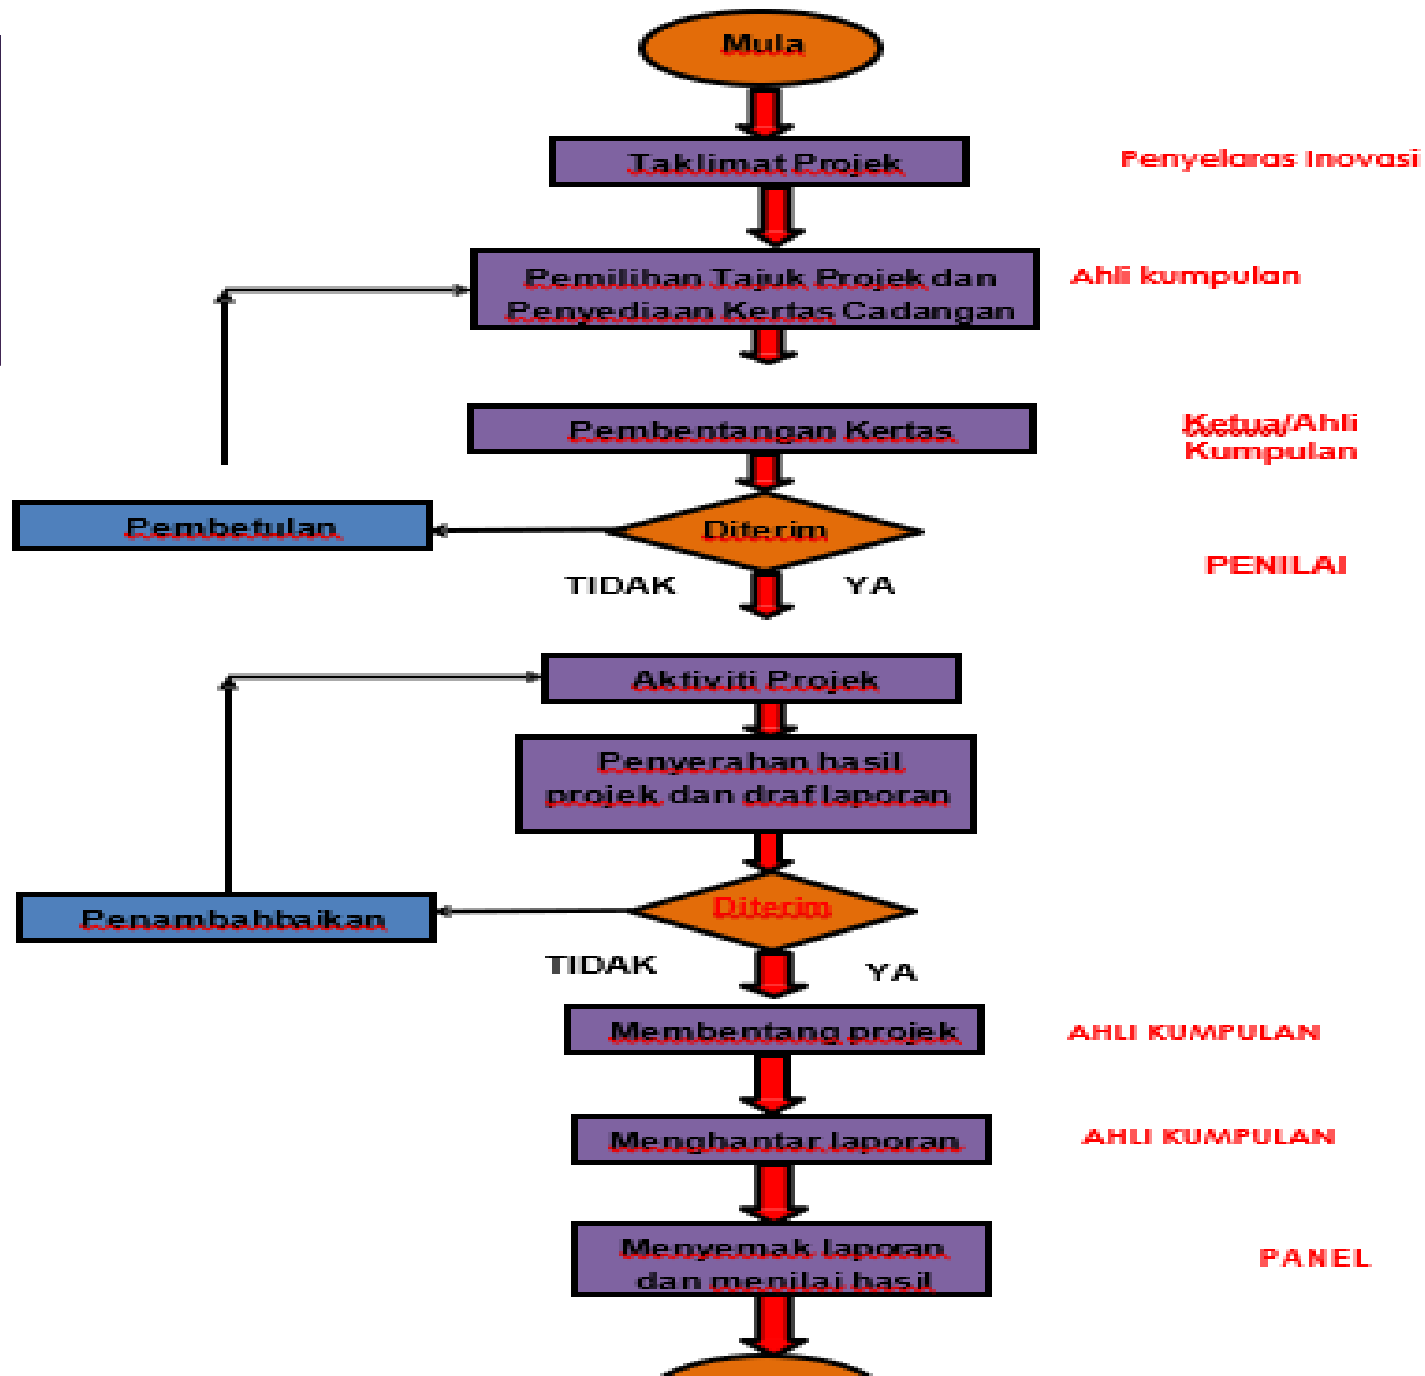 Mula
Taklimat Projek
Penyelaras Inovasi
Pemilihan Tajuk Projek dan
Penyediaan Kertas Cadangan
Ahli kumpulan
Pembentangan Kertas
Ketua/Ahli
Kumpulan
Pembetulan
Diterim
PENILAI
TIDAK
YA
Aktiviti Projek
Penyerahan hasil
projek dan draf laporan
Penambahbaikan
Diterim
TIDAK
YA
Membentang projek
AHLI KUMPULAN
Menghantar laporan
AHLI KUMPULAN
Menyemak laporan
dan menilai hasil
PANEL